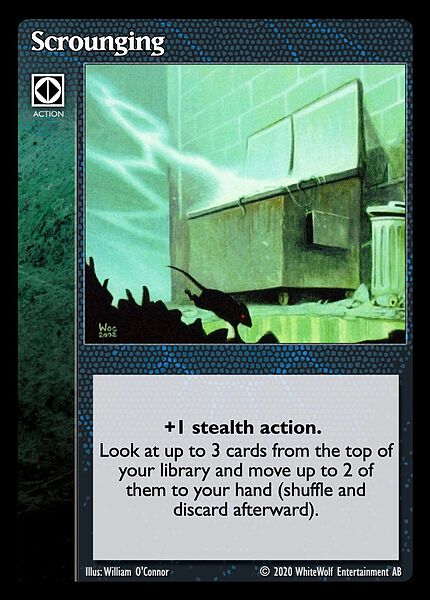 Scrounging
ACTION
WOC
2002
+1 stealth action.
Look at up to 3 cards from the top of
your library and move up to 2 of
them to your hand (shuffle and
discard afterward).
Illus: William O'Connor
© 2020 WhiteWolf Entertainment AB